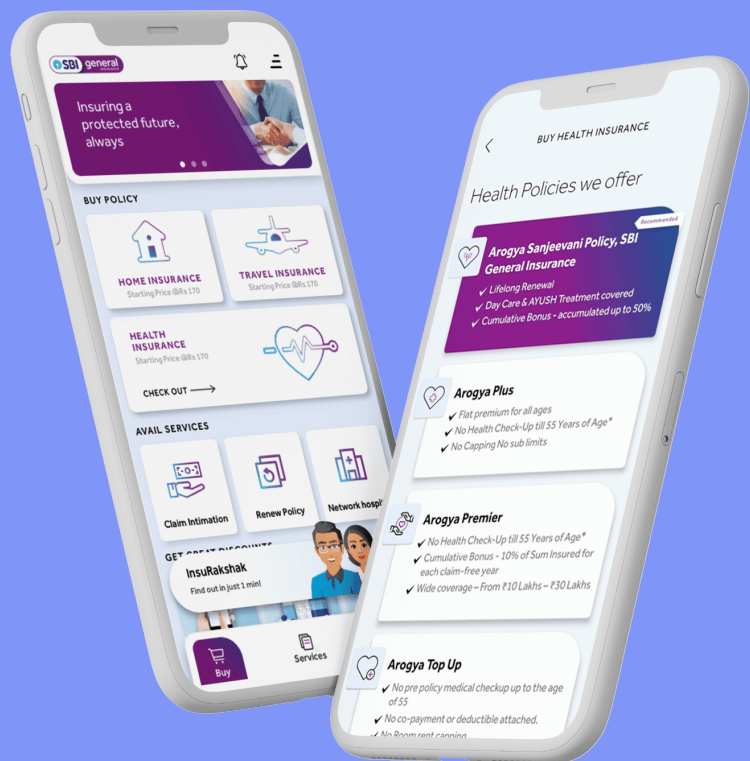 SBI general
INSURANCE
Insuring a
protected future,
always
BUY POLICY
HOME INSURANCE
Starting Price @Rs 170
TRAVEL INSURANCE
Starting Price @Rs 170
HEALTH
INSURANCE
Starting Price @Rs 170
CHECK OUT
AVAIL SERVICES
Claim Intimation
Renew Policy
Network hospi
GET GREAT DISCOUNTS
InsuRakshak
Find out in just 1 min!
Buy
Services
BUY HEALTH INSURANCE
Health Policies we offer
Recommended
Arogya Sanjeevani Policy, SBI
General Insurance
✓ Lifelong Renewal
✓ Day Care & AYUSH Treatment covered
✓ Cumulative Bonus - accumulated up to 50%
Arogya Plus
✓ Flat premium for all ages
✓ No Health Check-Up till 55 Years of Age*
✓ No Capping No sub limits
Arogya Premier
✓ No Health Check-Up till 55 Years of Age*
✓ Cumulative Bonus - 10% of Sum Insured for
each claim-free year
✓ Wide coverage – From ₹10 Lakhs – ₹30 Lakhs
Arogya Top Up
✓ No pre policy medical checkup up to the age
of 55
✓ No co-payment or deductible attached.
✓ No Room rent capping